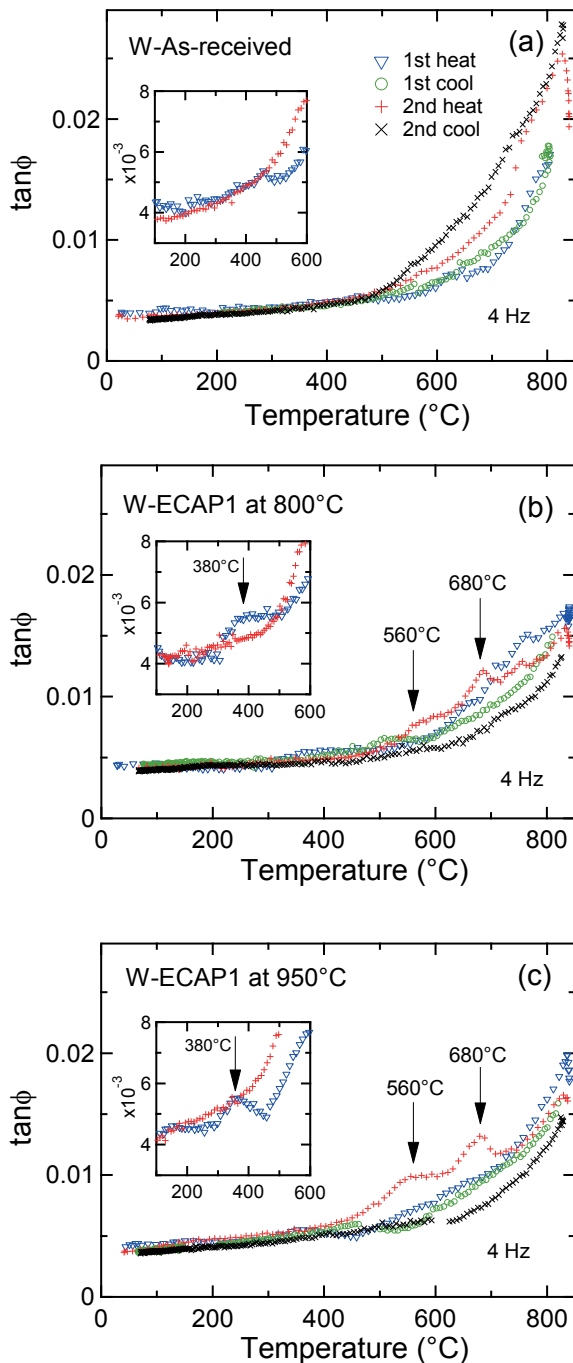 W-As-received
(a)
1st heat
1st cool
2nd heat
2nd cool
8
6
4
x10⁻³
200
400
600
0.02
0.01
0
tanϕ
4 Hz
200
400
600
800
Temperature (°C)
W-ECAP1 at 800°C
(b)
8
6
4
x10⁻³
380°C
200
400
600
680°C
560°C
0.02
0.01
0
tanϕ
4 Hz
0
200
400
600
800
Temperature (°C)
W-ECAP1 at 950°C
(c)
8
6
4
x10⁻³
380°C
200
400
600
680°C
560°C
0.02
0.01
0
tanϕ
4 Hz
0
200
400
600
800
Temperature (°C)